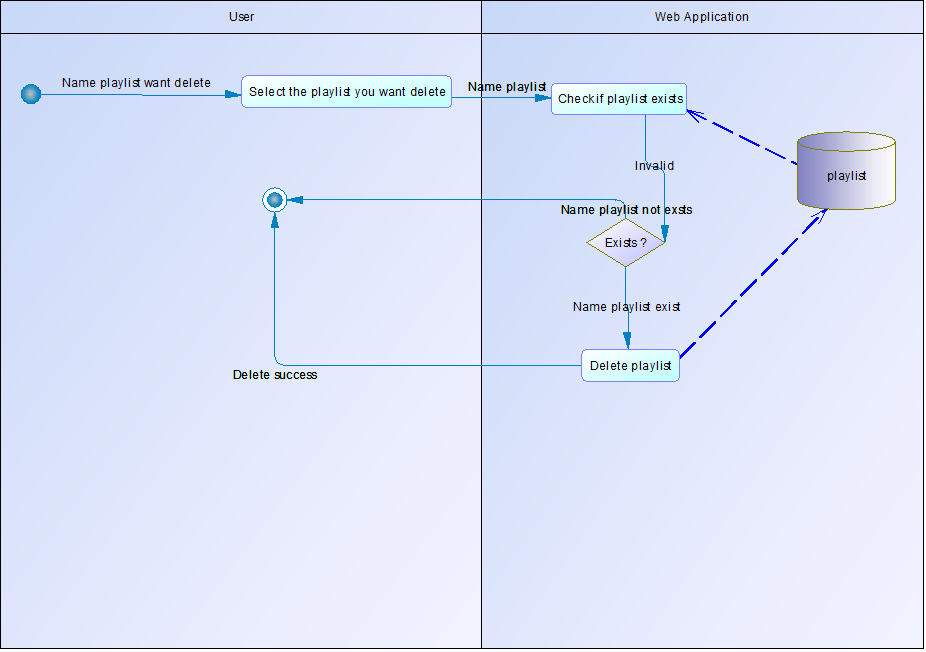 User
Web Application
Name playlist want delete
Select the playlist you want delete
Name playlist
Checkif playlist exists
Invalid
playlist
Name playlist not exsts
Exists ?
Name playlist exist
Delete playlist
Delete success